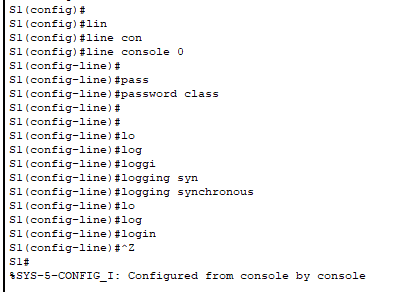 S1(config)#
S1(config)#lin
S1(config)#line con
S1(config)#line console 0
S1(config-line)#
S1(config-line)#pass
S1(config-line)#password class
S1(config-line)#
S1(config-line)#
S1(config-line)#lo
S1(config-line)#log
S1(config-line)#loggi
S1(config-line)#logging syn
S1(config-line)#logging synchronous
S1(config-line)#lo
S1(config-line)#log
S1(config-line)#login
S1(config-line)#^Z
S1#
%SYS-5-CONFIG_I: Configured from console by console